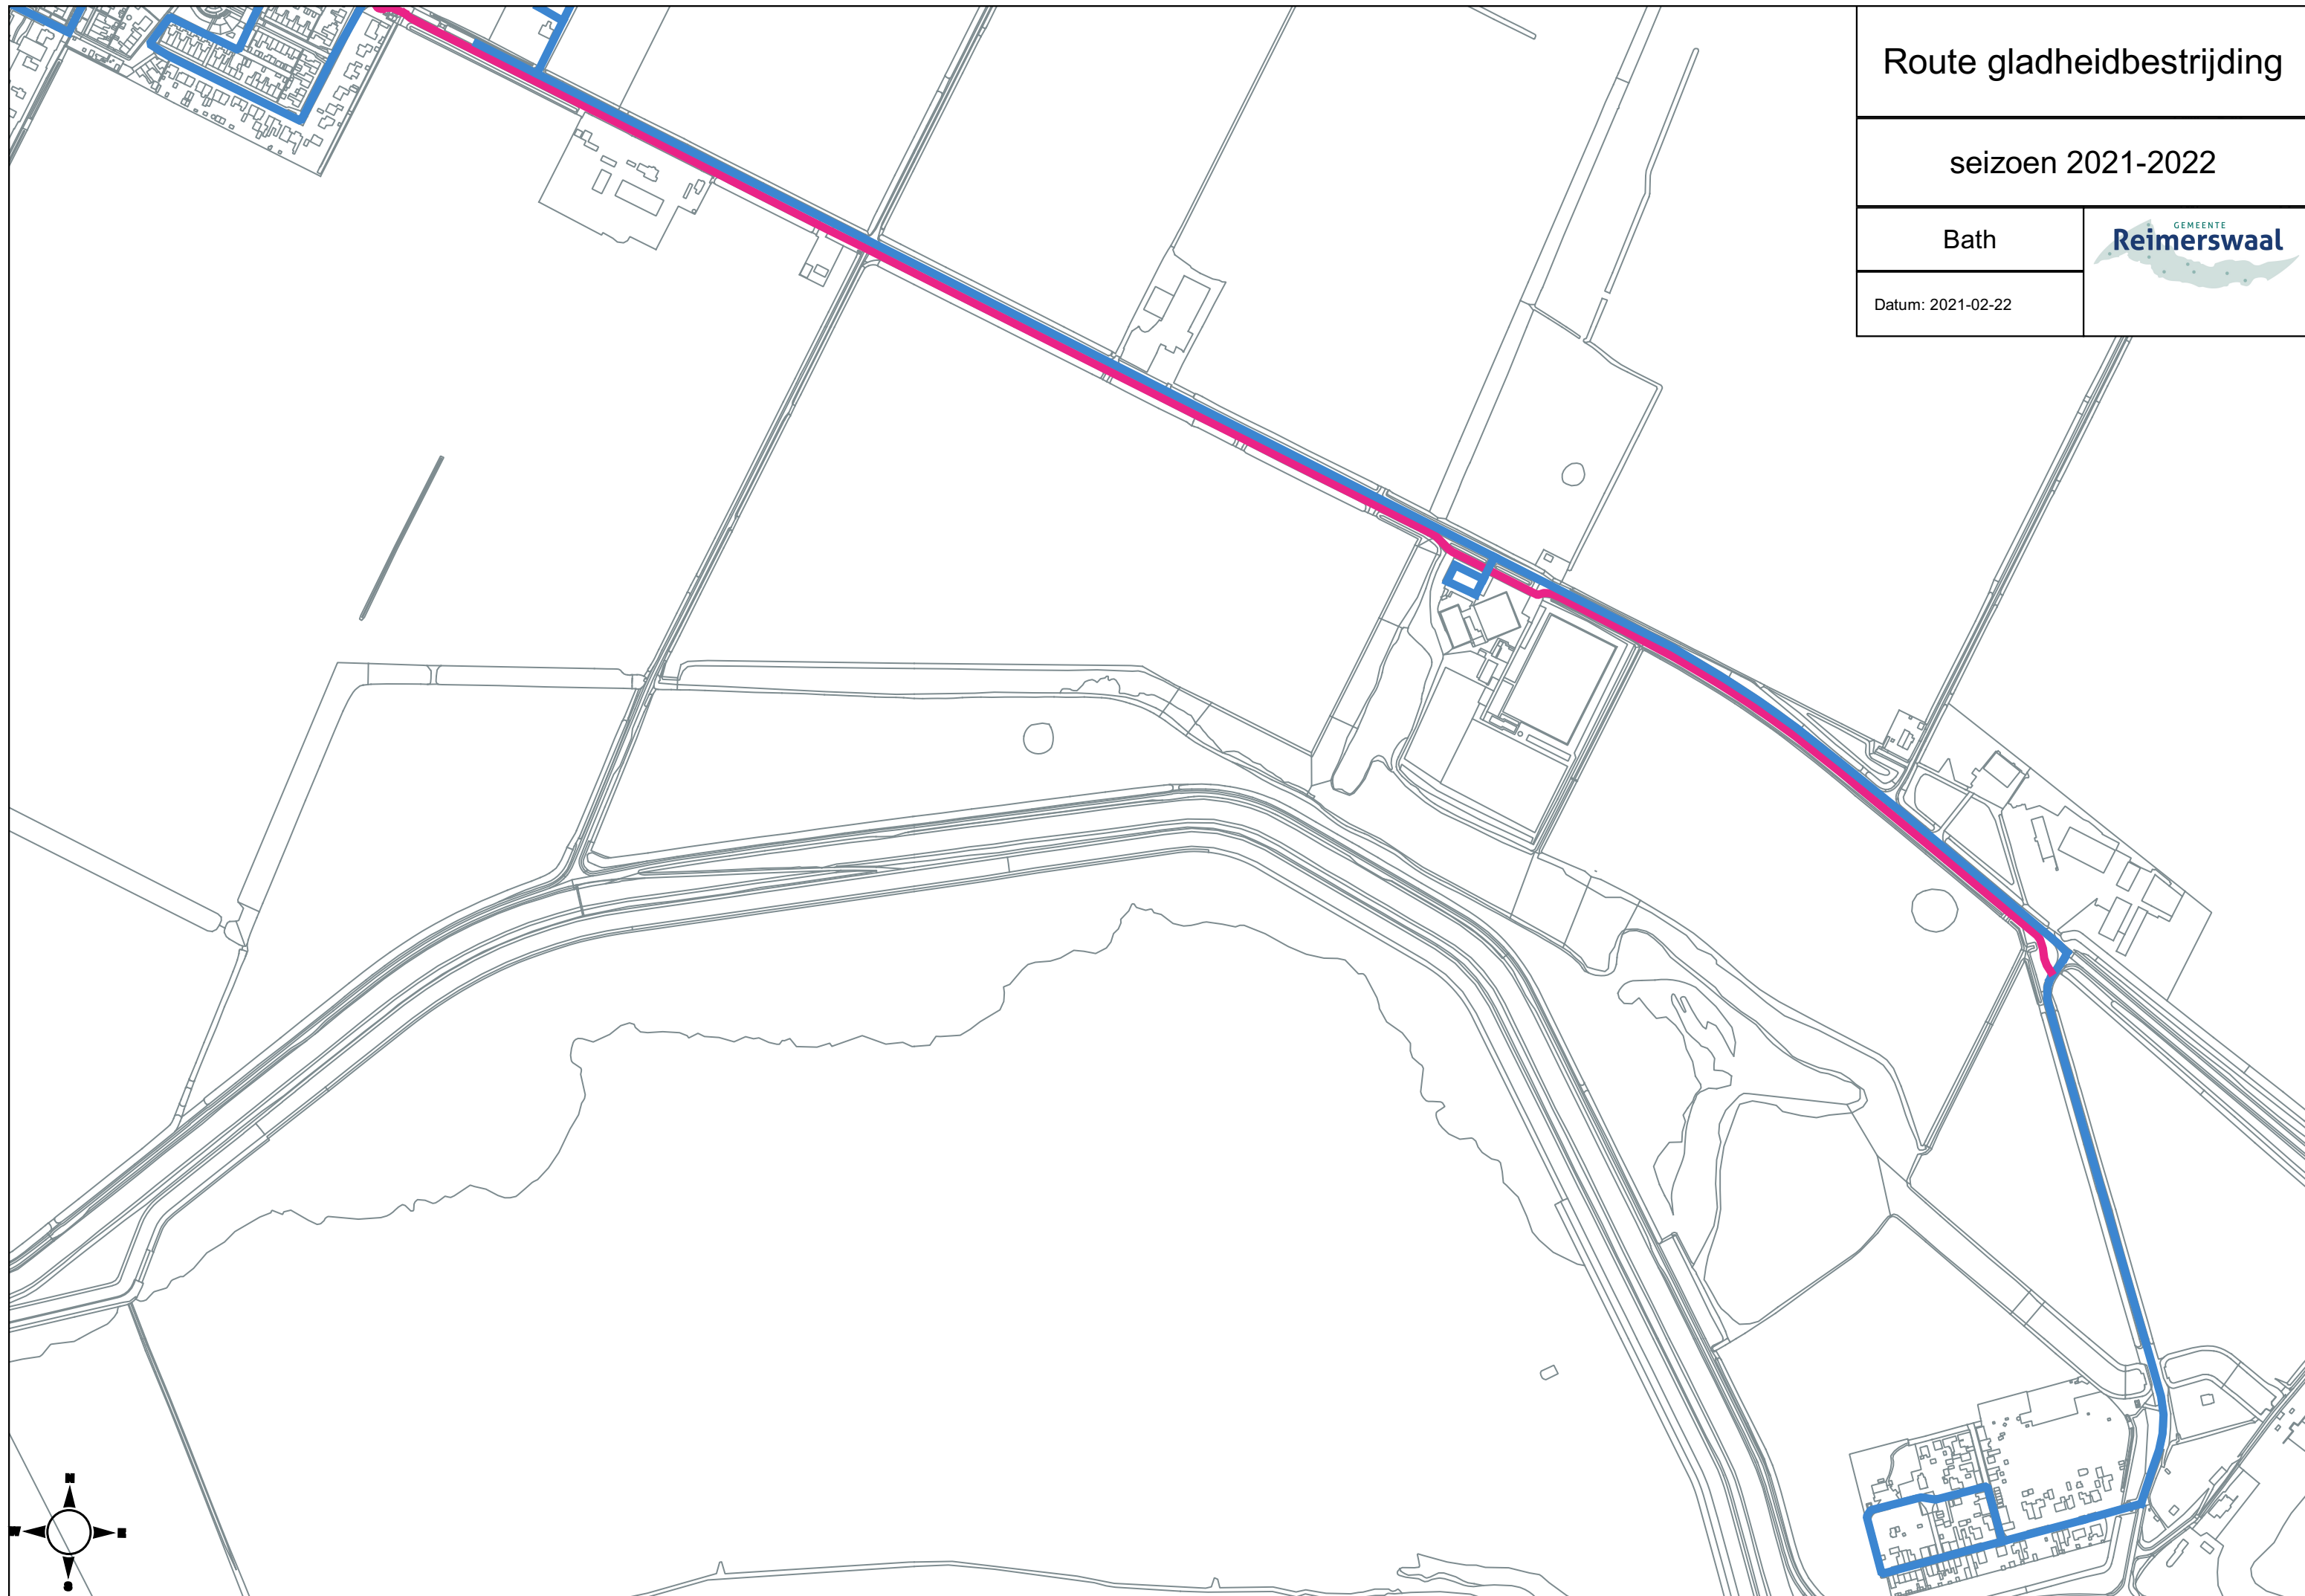 Route gladheidbestrijding
seizoen 2021-2022
Bath
GEMEENTE
Reimerswaal
Datum: 2021-02-22
N
W
E
S